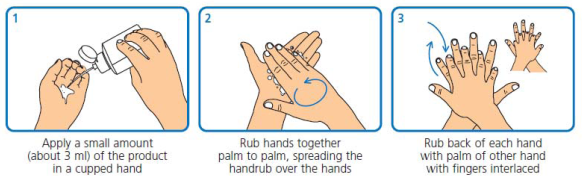 1
2
3
Apply a small amount
(about 3 ml) of the product
in a cupped hand
Rub hands together
palm to palm, spreading the
handrub over the hands
Rub back of each hand
with palm of other hand
with fingers interlaced